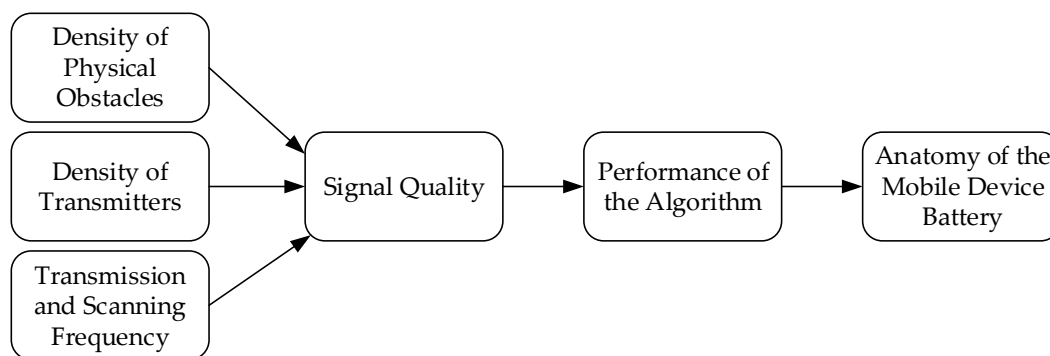 Density of
Physical
Obstacles
Density of
Transmitters
Transmission
and Scanning
Frequency
Signal Quality
Performance of
the Algorithm
Anatomy of the
Mobile Device
Battery